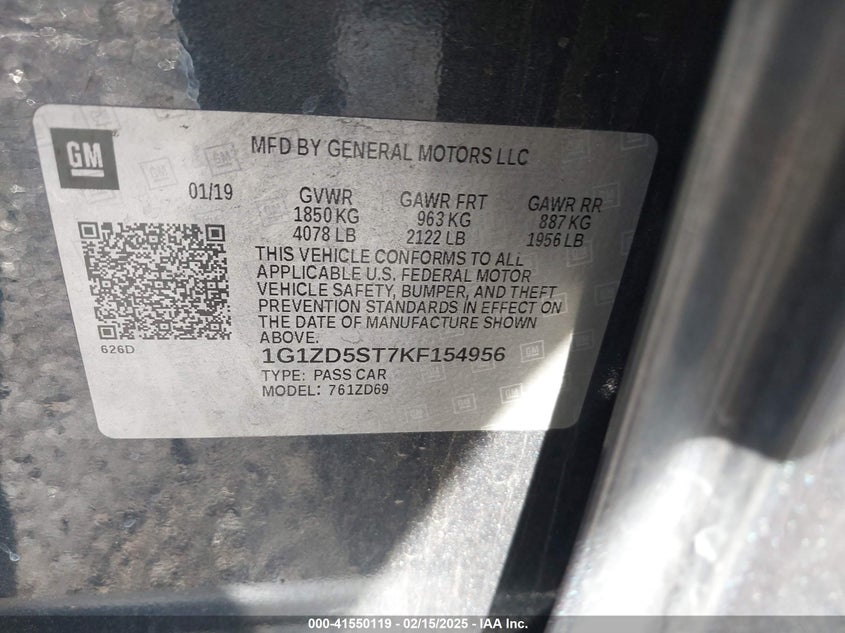 GM
MFD BY GENERAL MOTORS LLC
01/19
GVWR GAWR FRT GAWR RR
1850 KG 963 KG 887 KG
4078 LB 2122 LB 1956 LB
THIS VEHICLE CONFORMS TO ALL
APPLICABLE U.S. FEDERAL MOTOR
VEHICLE SAFETY, BUMPER, AND THEFT
PREVENTION STANDARDS IN EFFECT ON
THE DATE OF MANUFACTURE SHOWN
ABOVE.
626D
1G1ZD5ST7KF154956
TYPE: PASS CAR
MODEL: 761ZD69
000-41550119 - 02/15/2025 - IAA Inc.